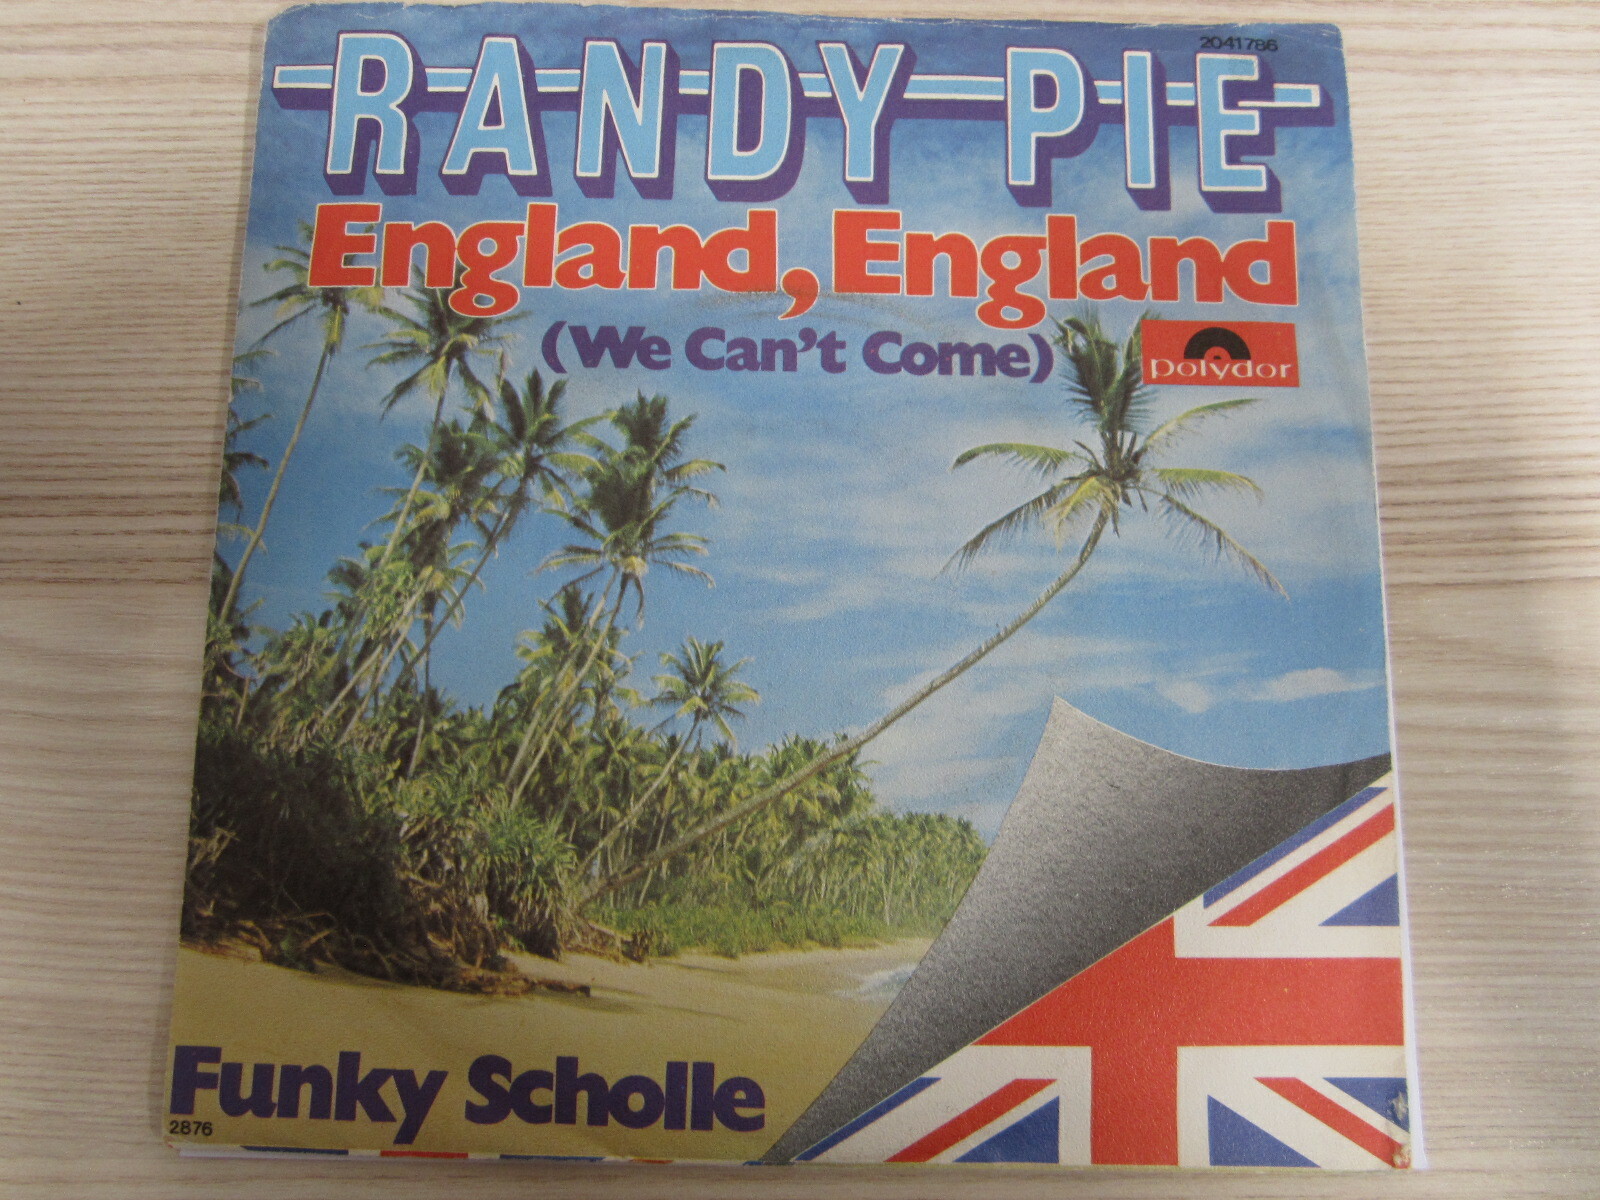 2041786
RANDY PIE
England, England
(We Can't Come)
polydor
Funky Scholle
2876